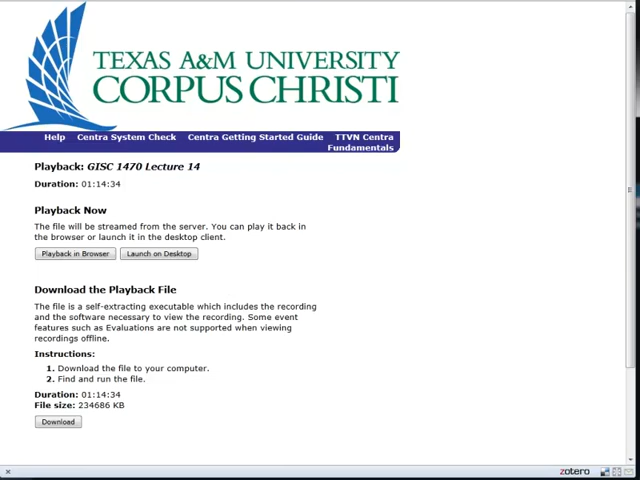 TEXAS A&M UNIVERSITY
CORPUS CHRISTI
Help Centra System Check Centra Getting Started Guide TTVN Centra
Fundamentals
Playback: GISC 1470 Lecture 14
Duration: 01:14:34
Playback Now
The file will be streamed from the server. You can play it back in
the browser or launch it in the desktop client.
Playback in Browser Launch on Desktop
Download the Playback File
The file is a self-extracting executable which includes the recording
and the software necessary to view the recording. Some event
features such as Evaluations are not supported when viewing
recordings offline.
Instructions:
1. Download the file to your computer.
2. Find and run the file.
Duration: 01:14:34
File size: 234686 KB
Download
zotero